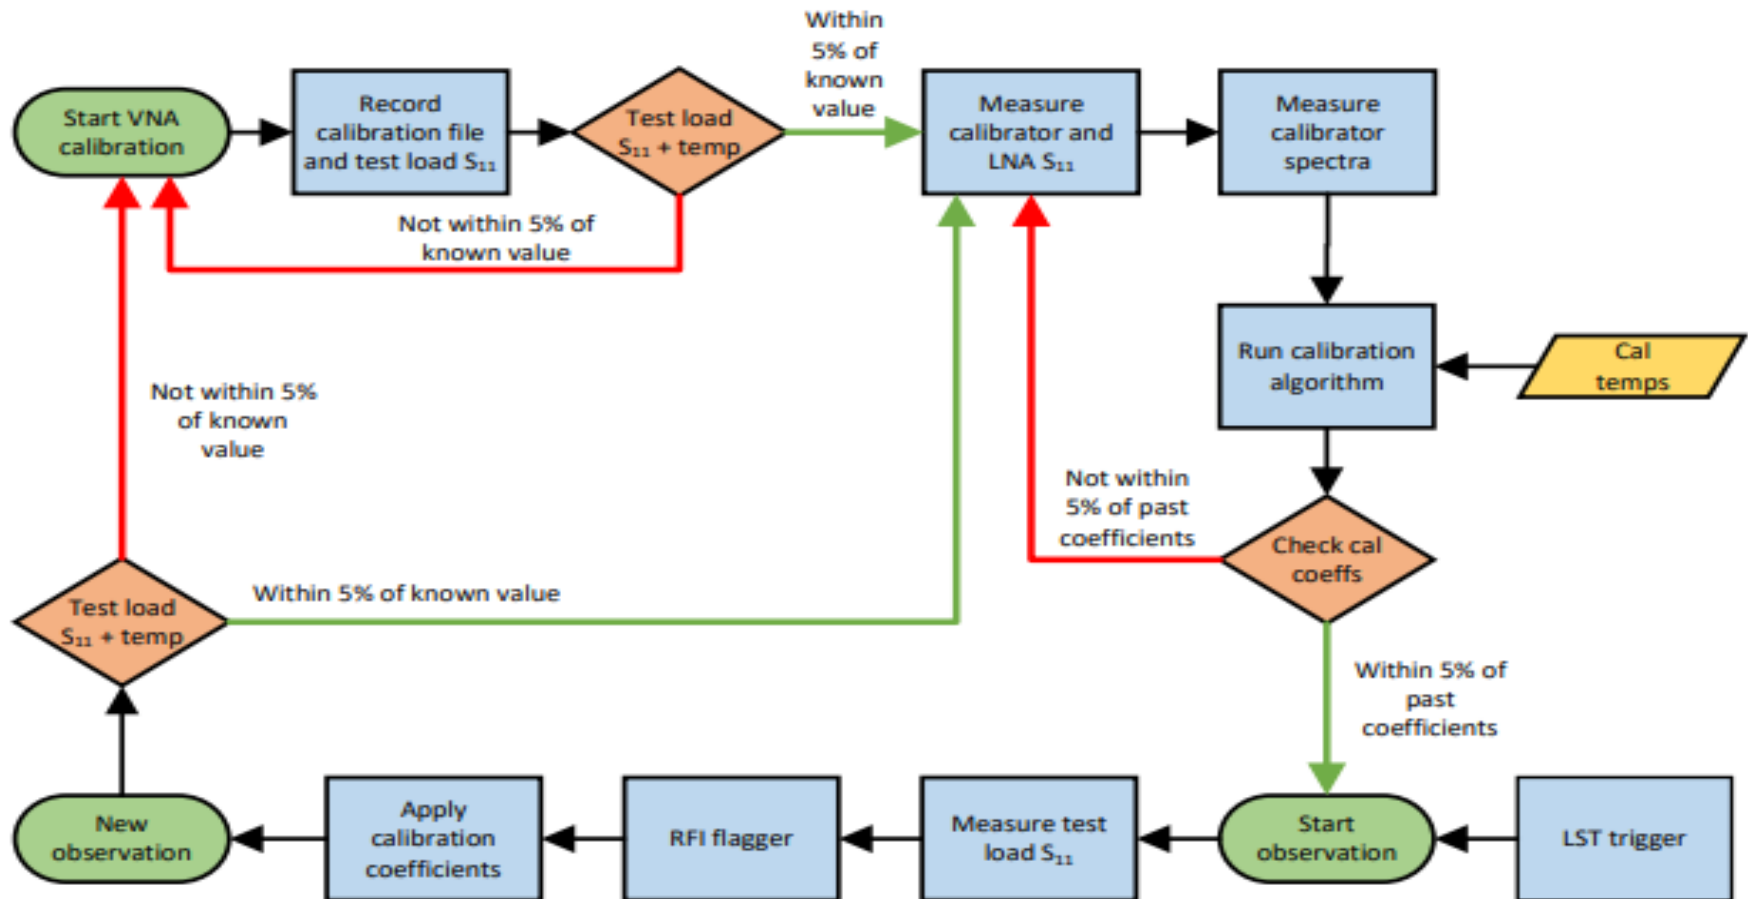 Start VNA
calibration
Record
calibration file
and test load S₁₁
Test load
S₁₁ + temp
Within
5% of
known
value
Measure
calibrator and
LNA S₁₁
Measure
calibrator
spectra
Not within 5% of
known value
Run calibration
algorithm
Cal
temps
Not within 5%
of known
value
Not within
5% of past
coefficients
Check cal
coeffs
Test load
S₁₁ + temp
Within 5% of known value
Within 5% of
past
coefficients
New
observation
Apply
calibration
coefficients
RFI flagger
Measure test
load S₁₁
Start
observation
LST trigger